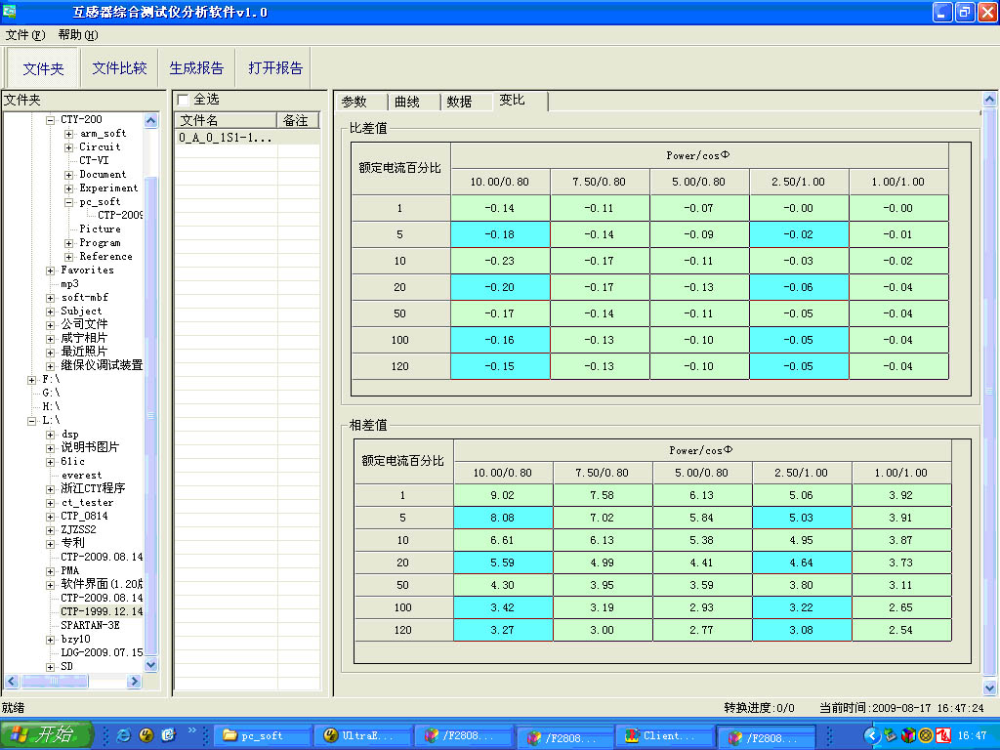 互感器综合测试仪分析软件v1.0
文件(F) 帮助(H)
文件夹 文件比较 生成报告 打开报告
文件夹
CTY-200
arm_soft
Circuit
CT-VI
Document
Experiment
pc_soft
CTP-2009
Picture
Program
Reference
Favorites
mp3
soft-mbf
Subject
公司文件
咸宁相片
最近照片
继保仪调试装置
F:\
G:\
H:\
L:\
dsp
说明书图片
61ic
everest
浙江CTY程序
ct_tester
CTP_0814
ZJZSS2
专利
CTP-2009.08.14
PMA
软件界面(1.20版
CTP-2009.08.14
CTP-1999.12.14
SPARTAN-3E
bzy10
LOG-2009.07.15
SD
全选
文件名 备注
0_A_0_1S1-1...
参数 曲线 数据 变比
比差值
额定电流百分比 Power/cosΦ
10.00/0.80 7.50/0.80 5.00/0.80 2.50/1.00 1.00/1.00
1 -0.14 -0.11 -0.07 -0.00 -0.00
5 -0.18 -0.14 -0.09 -0.02 -0.01
10 -0.23 -0.17 -0.11 -0.03 -0.02
20 -0.20 -0.17 -0.13 -0.06 -0.04
50 -0.17 -0.14 -0.11 -0.05 -0.04
100 -0.16 -0.13 -0.10 -0.05 -0.04
120 -0.15 -0.13 -0.10 -0.05 -0.04
相差值
额定电流百分比 Power/cosΦ
10.00/0.80 7.50/0.80 5.00/0.80 2.50/1.00 1.00/1.00
1 9.02 7.58 6.13 5.06 3.92
5 8.08 7.02 5.84 5.03 3.91
10 6.61 6.13 5.38 4.95 3.87
20 5.59 4.99 4.41 4.64 3.73
50 4.30 3.95 3.59 3.80 3.11
100 3.42 3.19 2.93 3.22 2.65
120 3.27 3.00 2.77 3.08 2.54
就绪 转换进度:0/0 当前时间:2009-08-17 16:47:24
开始 pc_soft UltraE... /F2808... /F2808... Client... /F2808... 16:47